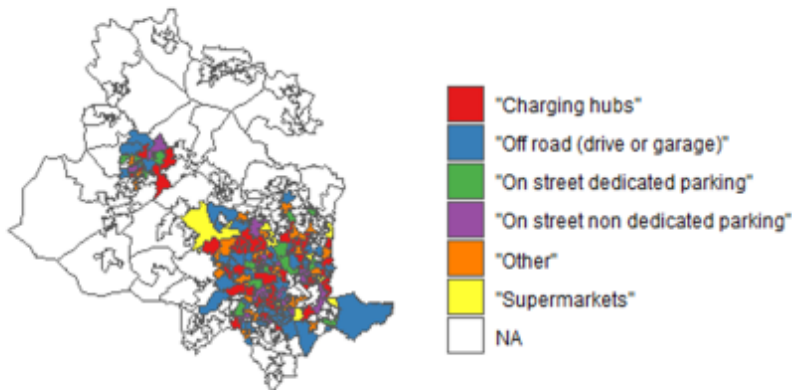 "Charging hubs"
"Off road (drive or garage)"
"On street dedicated parking"
"On street non dedicated parking"
"Other"
"Supermarkets"
NA